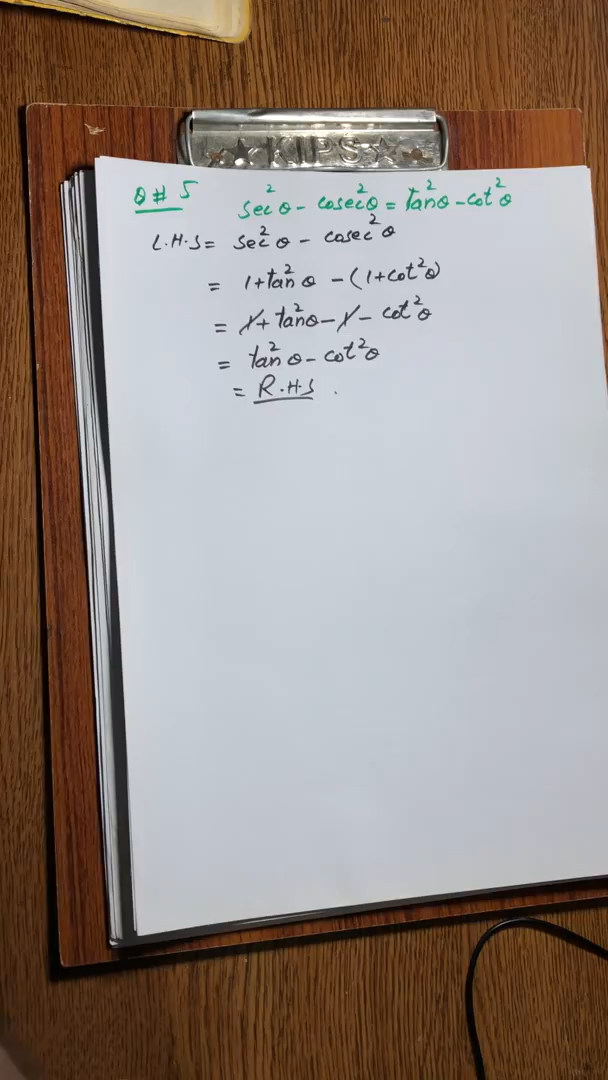 KIPS
Q # 5 sec²θ - cosec²θ = tan²θ - cot²θ
L.H.S = sec²θ - cosec²θ
= 1+tan²θ - (1+cot²θ)
= 1+tan²θ - 1 - cot²θ
= tan²θ - cot²θ
= R.H.S .